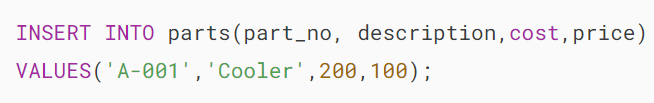 INSERT INTO parts(part_no, description,cost,price)
VALUES('A-001','Cooler',200,100);